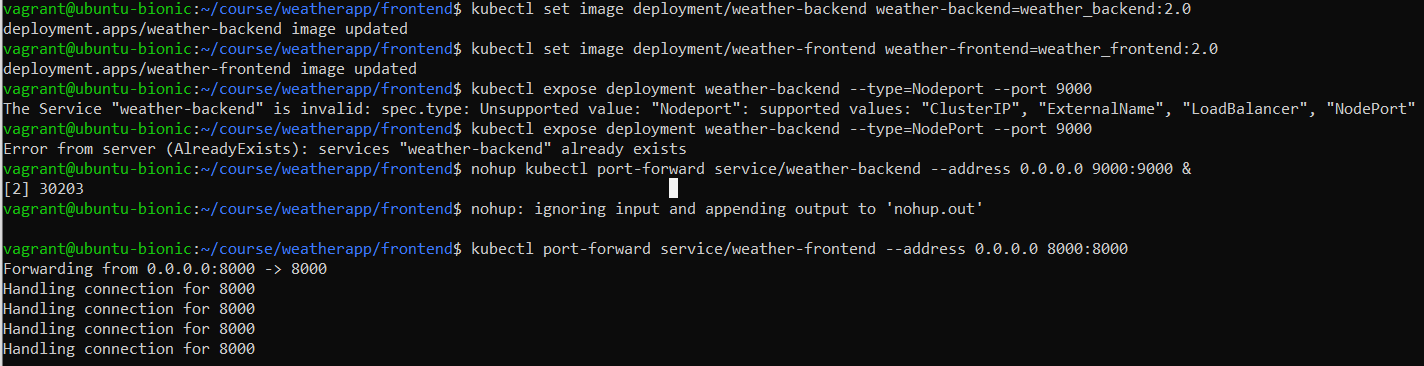 vagrant@ubuntu-bionic:~/course/weatherapp/frontend$ kubectl set image deployment/weather-backend weather-backend=weather_backend:2.0
deployment.apps/weather-backend image updated
vagrant@ubuntu-bionic:~/course/weatherapp/frontend$ kubectl set image deployment/weather-frontend weather-frontend=weather_frontend:2.0
deployment.apps/weather-frontend image updated
vagrant@ubuntu-bionic:~/course/weatherapp/frontend$ kubectl expose deployment weather-backend --type=Nodeport --port 9000
The Service "weather-backend" is invalid: spec.type: Unsupported value: "Nodeport": supported values: "ClusterIP", "ExternalName", "LoadBalancer", "NodePort"
vagrant@ubuntu-bionic:~/course/weatherapp/frontend$ kubectl expose deployment weather-backend --type=NodePort --port 9000
Error from server (AlreadyExists): services "weather-backend" already exists
vagrant@ubuntu-bionic:~/course/weatherapp/frontend$ nohup kubectl port-forward service/weather-backend --address 0.0.0.0 9000:9000 &
[2] 30203
vagrant@ubuntu-bionic:~/course/weatherapp/frontend$ nohup: ignoring input and appending output to 'nohup.out'
vagrant@ubuntu-bionic:~/course/weatherapp/frontend$ kubectl port-forward service/weather-frontend --address 0.0.0.0 8000:8000
Forwarding from 0.0.0.0:8000 -> 8000
Handling connection for 8000
Handling connection for 8000
Handling connection for 8000
Handling connection for 8000